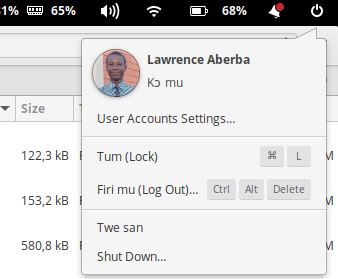 31% 65% 68%
Lawrence Aberba
Kɔ mu
User Accounts Settings...
Size
Tum (Lock) ⌘ L
122,3 kB
Firi mu (Log Out)... Ctrl Alt Delete
153,2 kB
Twe san
580,8 kB
Shut Down...